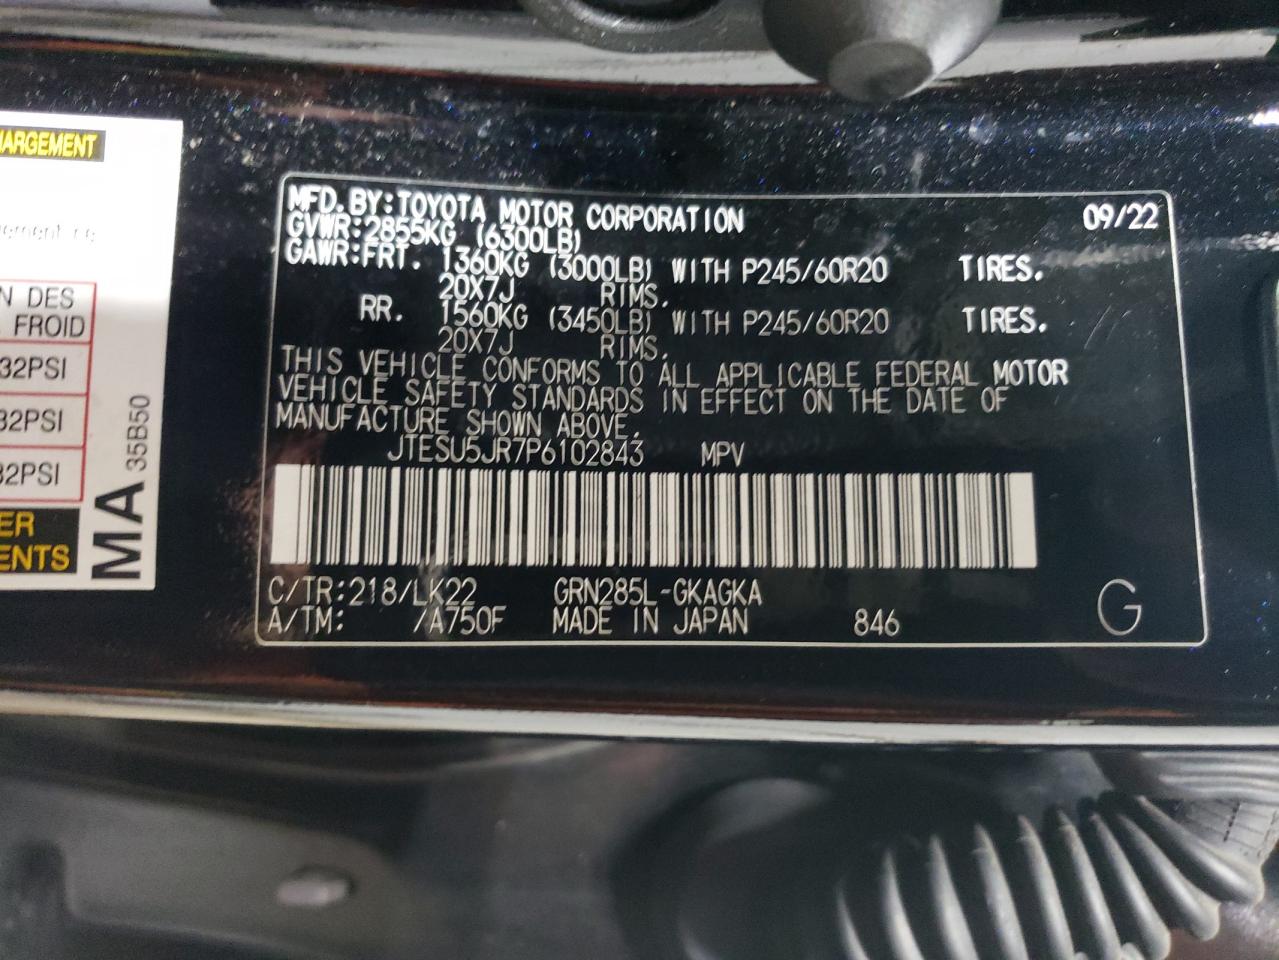 HARGEMENT
N DES
FROID
32PSI
32PSI
32PSI
ER
ENTS
MA 35B50
MFD.BY:TOYOTA MOTOR CORPORATION 09/22
GVWR:2855KG (6300LB)
GAWR:FRT. 1360KG (3000LB) WITH P245/60R20 TIRES.
20X7J RIMS.
RR. 1560KG (3450LB) WITH P245/60R20 TIRES.
20X7J RIMS.
THIS VEHICLE CONFORMS TO ALL APPLICABLE FEDERAL MOTOR
VEHICLE SAFETY STANDARDS IN EFFECT ON THE DATE OF
MANUFACTURE SHOWN ABOVE.
JTESU5JR7P6102843 MPV
C/TR:218/LK22 GRN285L-GKAGKA
A/TM: /A750F MADE IN JAPAN 846 G